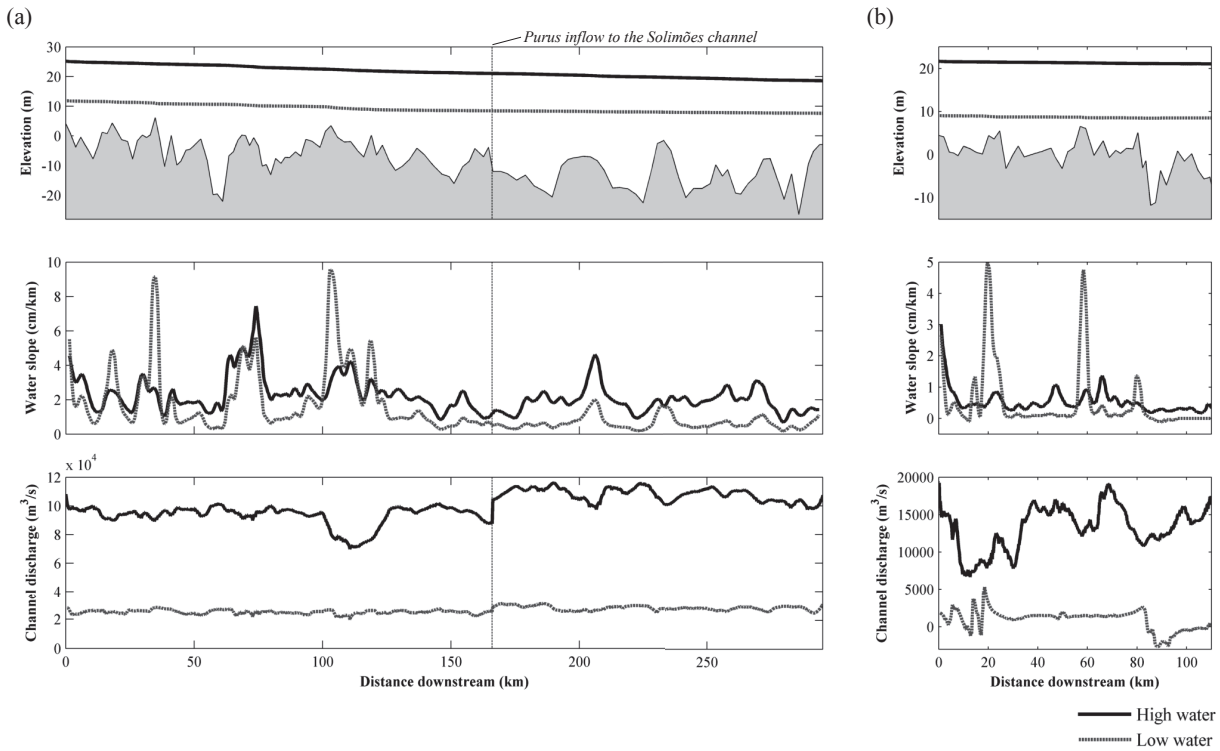 (a)
(b)
Purus inflow to the Solimões channel
30
20
10
0
-10
-20
Elevation (m)
20
10
0
-10
Elevation (m)
10
8
6
4
2
0
Water slope (cm/km)
5
4
3
2
1
0
Water slope (cm/km)
x 10^4
12
10
8
6
4
2
0
Channel discharge (m^3/s)
0 50 100 150 200 250
Distance downstream (km)
20000
15000
10000
5000
0
Channel discharge (m^3/s)
0 20 40 60 80 100
Distance downstream (km)
High water
Low water